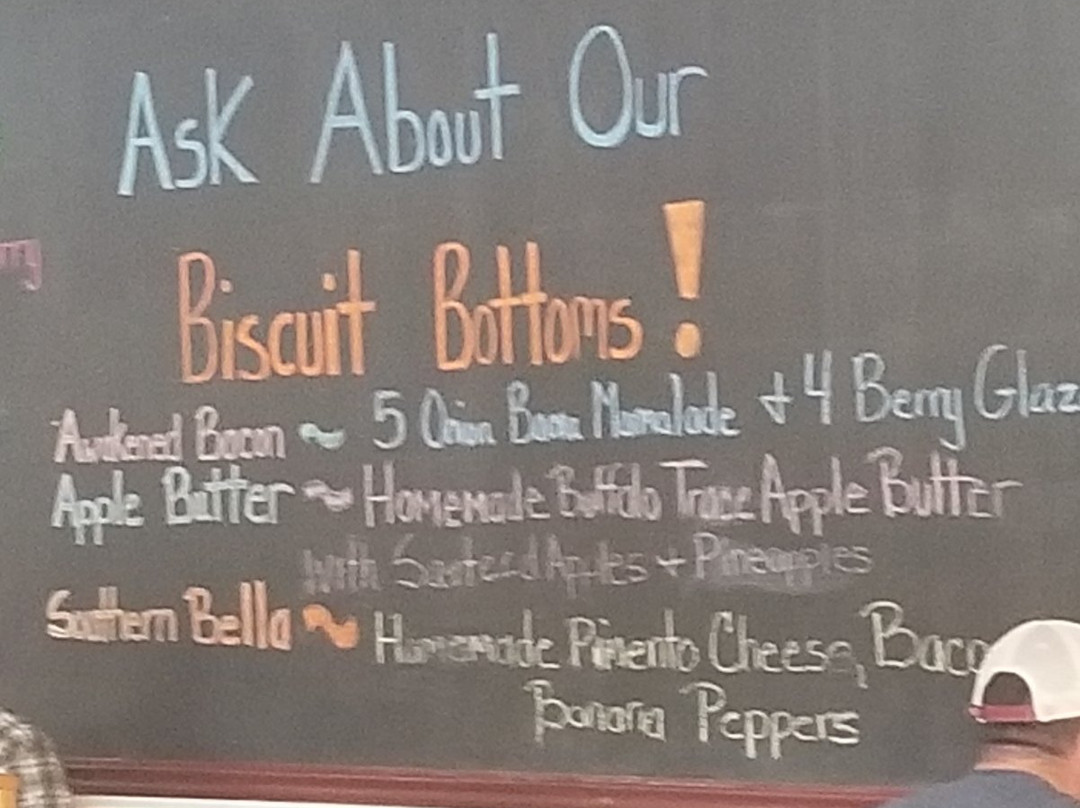 Ask About Our
Biscuit Bottoms!
Awakened Bacon ~ 5 Onion Bacon Marmalade + 4 Berry Glaz
Apple Butter ~ Homemade Buffalo Trace Apple Butter
with Sauteed Apples + Pineapples
Southern Bella ~ Homemade Pimento Cheese, Baco
Banana Peppers